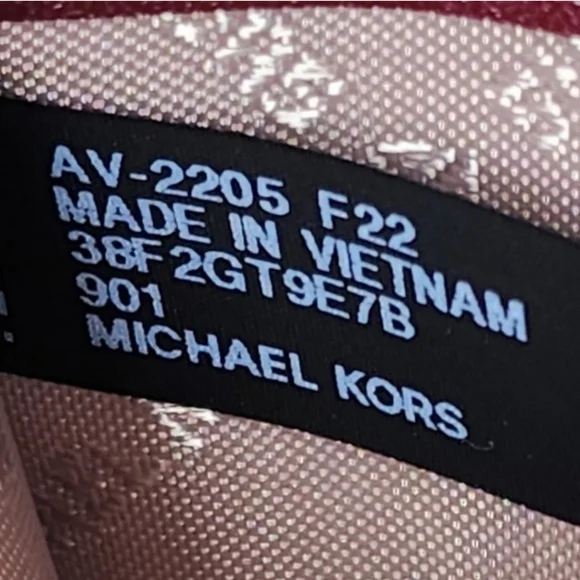 AV-2205 F22
MADE IN VIETNAM
38F2GT9E7B
901
MICHAEL KORS